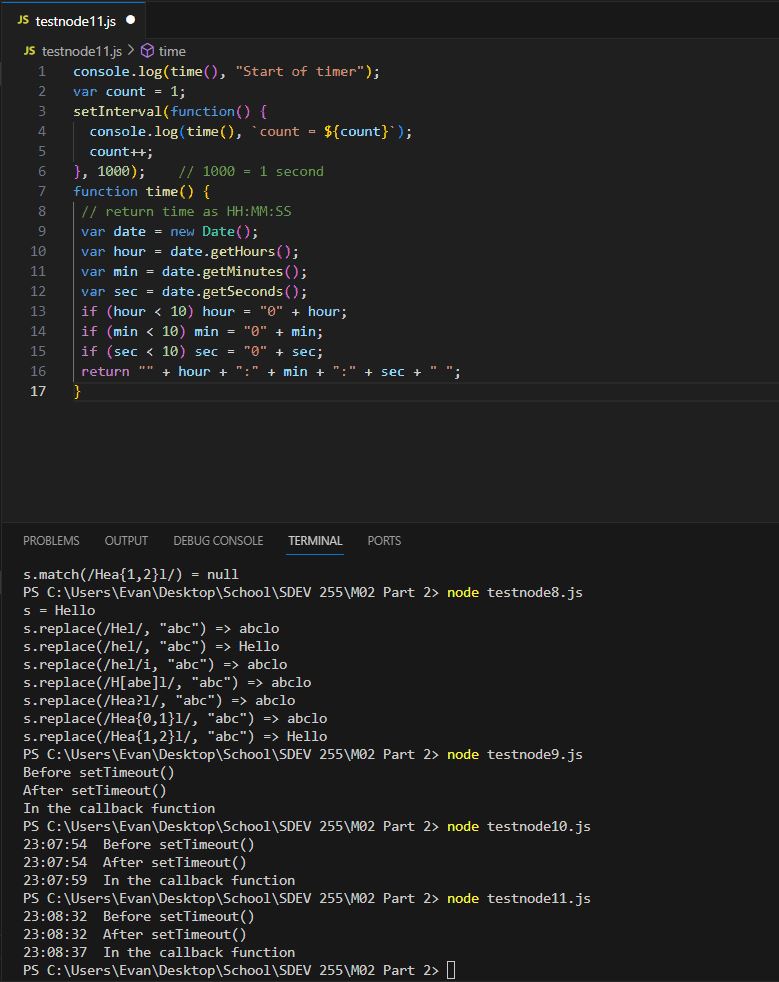 JS testnode11.js ●
JS testnode11.js > time
1 console.log(time(), "Start of timer");
2 var count = 1;
3 setInterval(function() {
4   console.log(time(), `count = ${count}`);
5   count++;
6 }, 1000);    // 1000 = 1 second
7 function time() {
8  // return time as HH:MM:SS
9  var date = new Date();
10  var hour = date.getHours();
11  var min = date.getMinutes();
12  var sec = date.getSeconds();
13  if (hour < 10) hour = "0" + hour;
14  if (min < 10) min = "0" + min;
15  if (sec < 10) sec = "0" + sec;
16  return "" + hour + ":" + min + ":" + sec + " ";
17 }
PROBLEMS OUTPUT DEBUG CONSOLE TERMINAL PORTS
s.match(/Hea{1,2}l/) = null
PS C:\Users\Evan\Desktop\School\SDEV 255\M02 Part 2> node testnode8.js
s = Hello
s.replace(/Hel/, "abc") => abclo
s.replace(/hel/, "abc") => Hello
s.replace(/hel/i, "abc") => abclo
s.replace(/H[abe]l/, "abc") => abclo
s.replace(/Hea?l/, "abc") => abclo
s.replace(/Hea{0,1}l/, "abc") => abclo
s.replace(/Hea{1,2}l/, "abc") => Hello
PS C:\Users\Evan\Desktop\School\SDEV 255\M02 Part 2> node testnode9.js
Before setTimeout()
After setTimeout()
In the callback function
PS C:\Users\Evan\Desktop\School\SDEV 255\M02 Part 2> node testnode10.js
23:07:54  Before setTimeout()
23:07:54  After setTimeout()
23:07:59  In the callback function
PS C:\Users\Evan\Desktop\School\SDEV 255\M02 Part 2> node testnode11.js
23:08:32  Before setTimeout()
23:08:32  After setTimeout()
23:08:37  In the callback function
PS C:\Users\Evan\Desktop\School\SDEV 255\M02 Part 2>